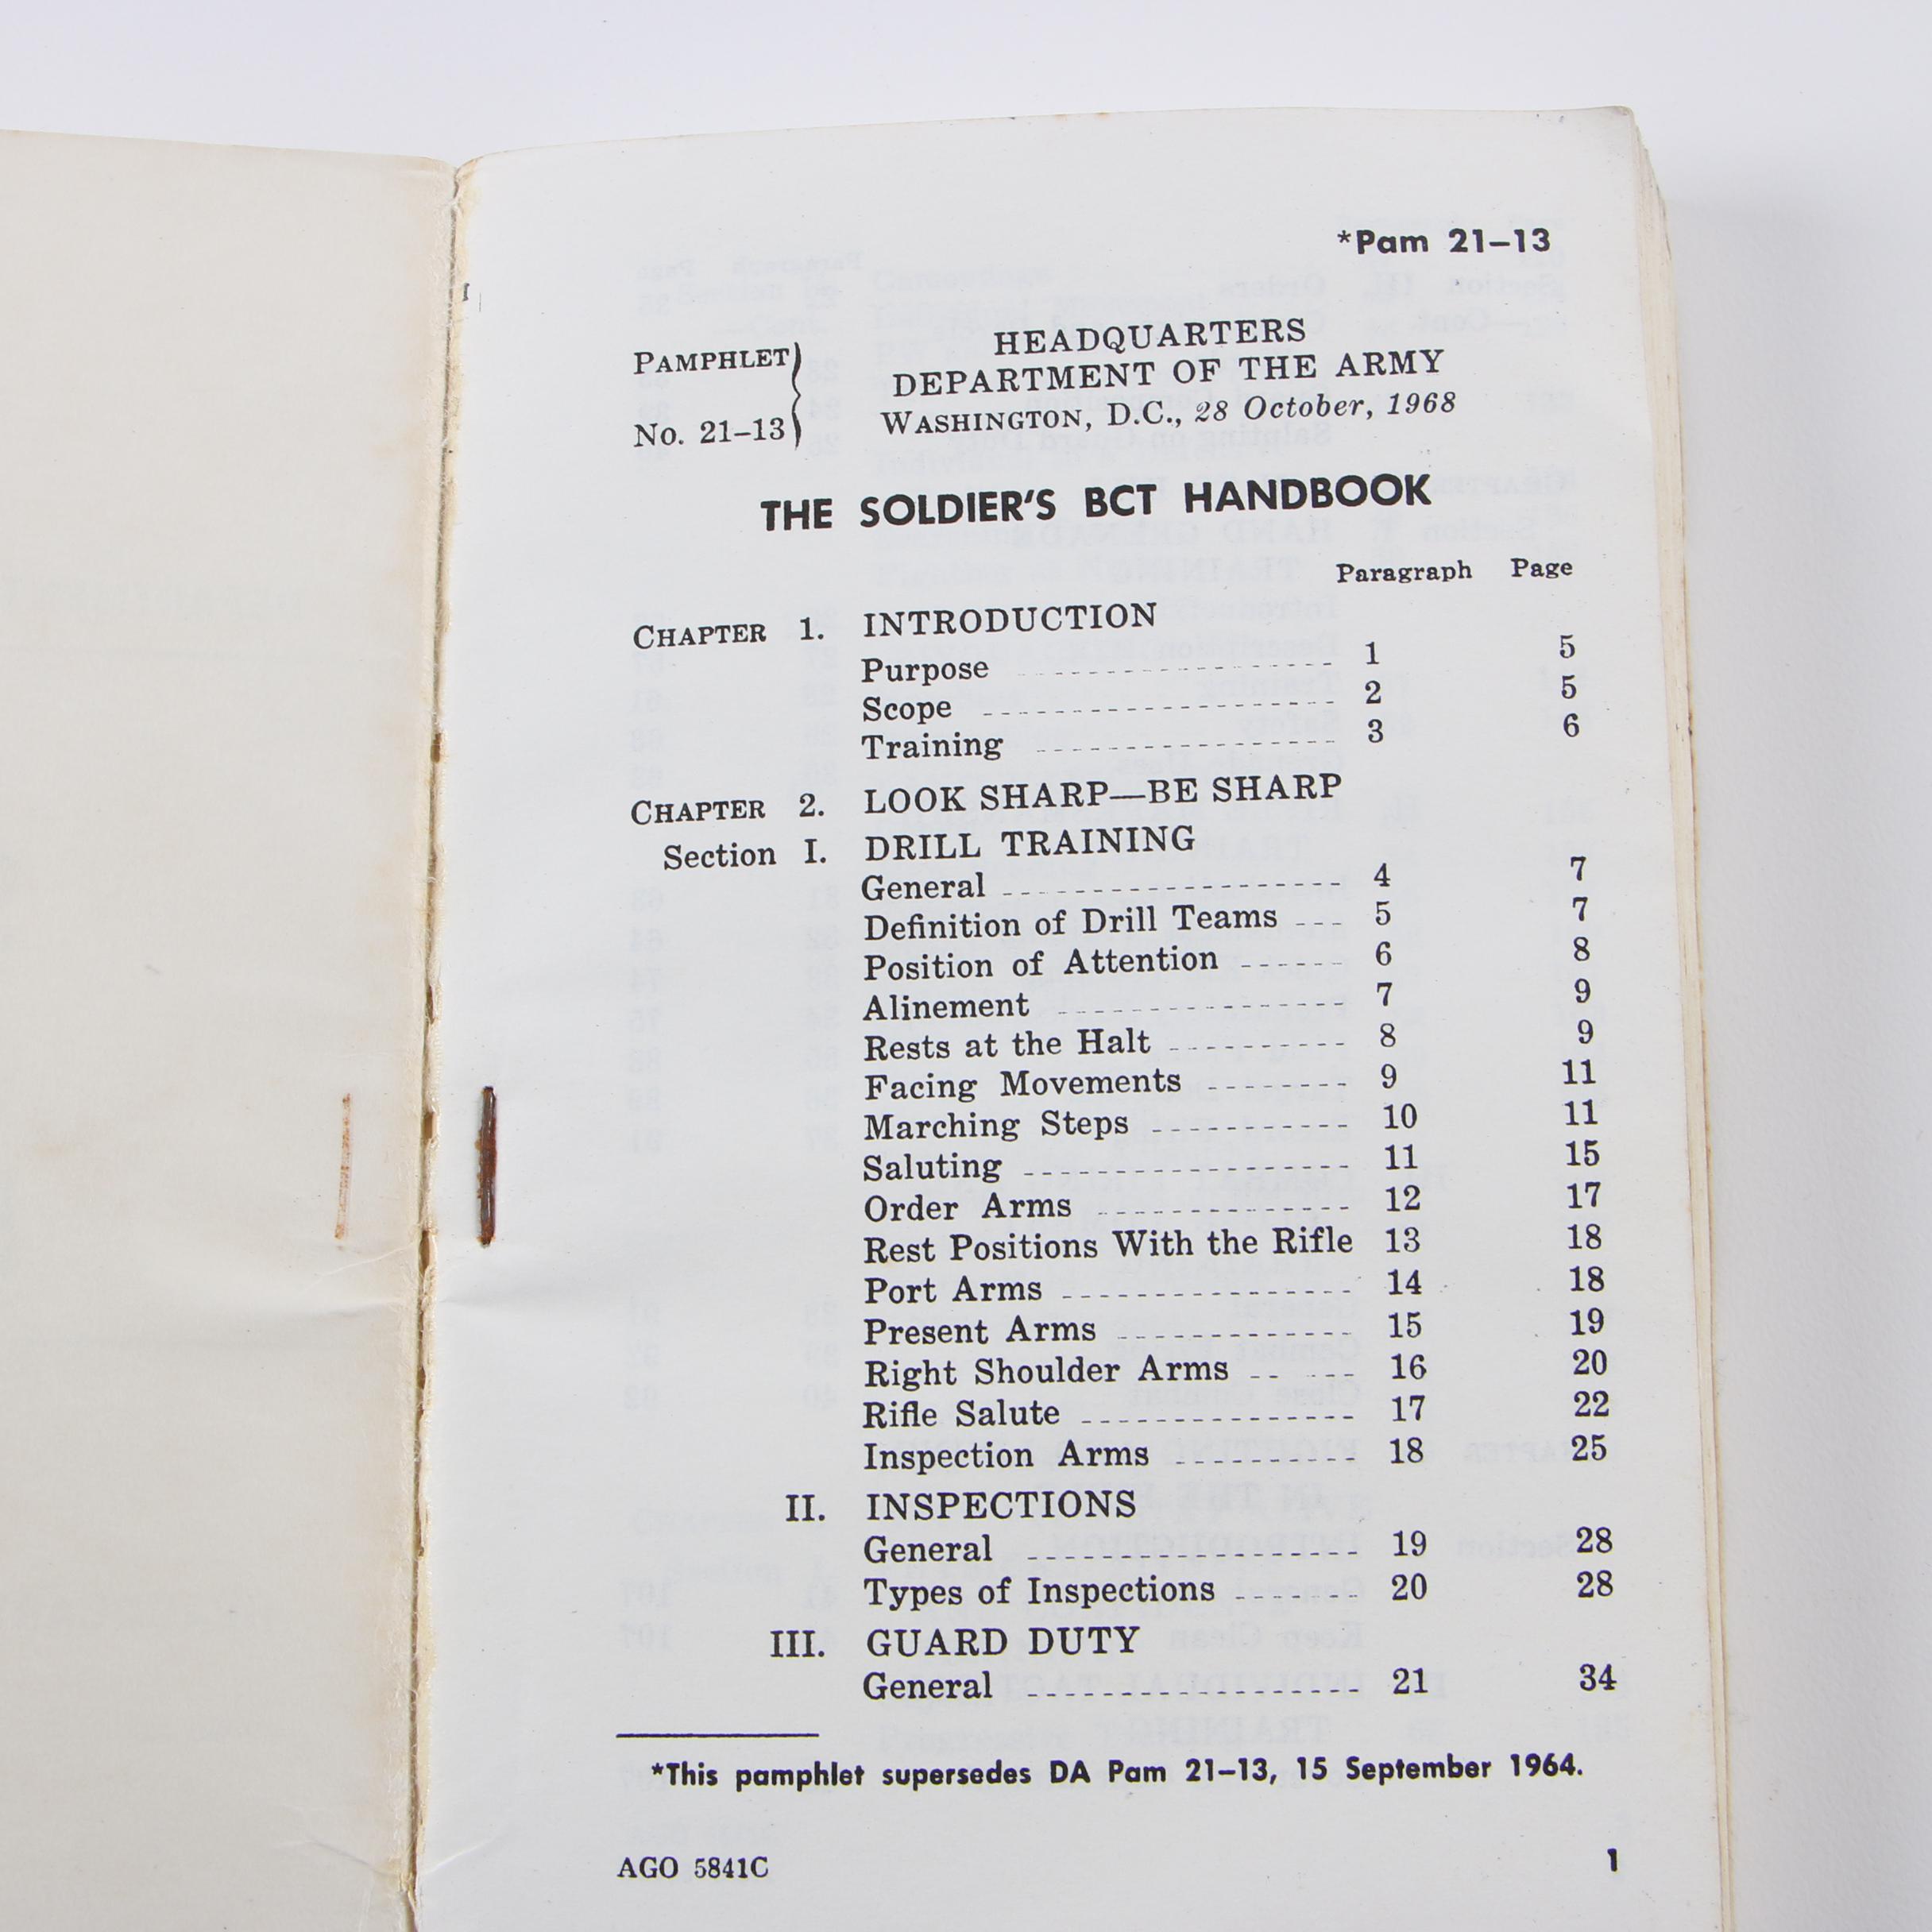 *Pam 21–13
PAMPHLET
No. 21–13
HEADQUARTERS
DEPARTMENT OF THE ARMY
WASHINGTON, D.C., 28 October, 1968
THE SOLDIER'S BCT HANDBOOK
Paragraph Page
CHAPTER 1. INTRODUCTION
Purpose 1 5
Scope 2 5
Training 3 6
CHAPTER 2. LOOK SHARP—BE SHARP
Section I. DRILL TRAINING
General 4 7
Definition of Drill Teams 5 7
Position of Attention 6 8
Alinement 7 9
Rests at the Halt 8 9
Facing Movements 9 11
Marching Steps 10 11
Saluting 11 15
Order Arms 12 17
Rest Positions With the Rifle 13 18
Port Arms 14 18
Present Arms 15 19
Right Shoulder Arms 16 20
Rifle Salute 17 22
Inspection Arms 18 25
II. INSPECTIONS
General 19 28
Types of Inspections 20 28
III. GUARD DUTY
General 21 34
*This pamphlet supersedes DA Pam 21–13, 15 September 1964.
AGO 5841C 1